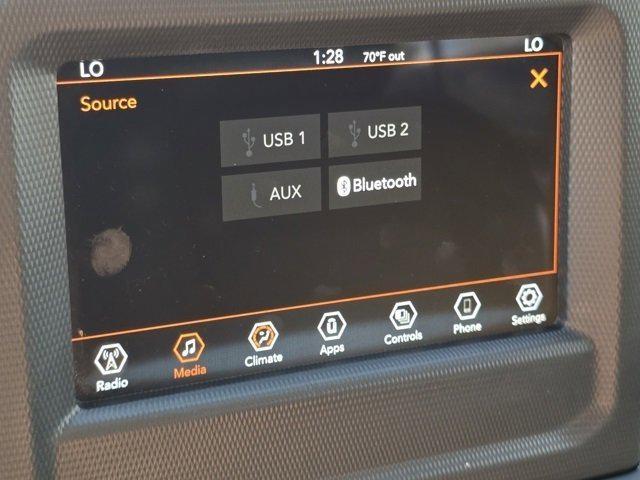 LO 1:28 70°F out LO
Source
USB 1 USB 2
AUX Bluetooth
Radio Media Climate Apps Controls Phone Settings